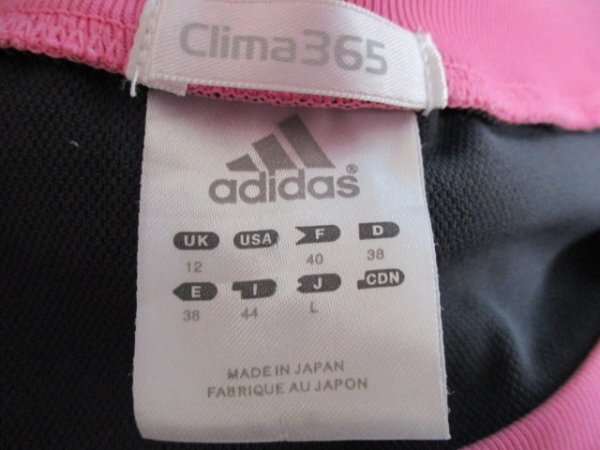 Clima365
adidas®
UK USA F D
12 40 38
E I J CDN
38 44 L
MADE IN JAPAN
FABRIQUE AU JAPON